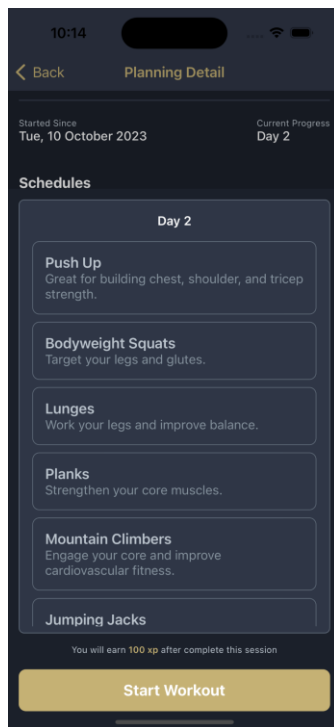 10:14
Back
Planning Detail
Started Since
Current Progress
Tue, 10 October 2023
Day 2
Schedules
Day 2
Push Up
Great for building chest, shoulder, and tricep
strength.
Bodyweight Squats
Target your legs and glutes.
Lunges
Work your legs and improve balance.
Planks
Strengthen your core muscles.
Mountain Climbers
Engage your core and improve
cardiovascular fitness.
Jumping Jacks
You will earn 100 xp after complete this session
Start Workout